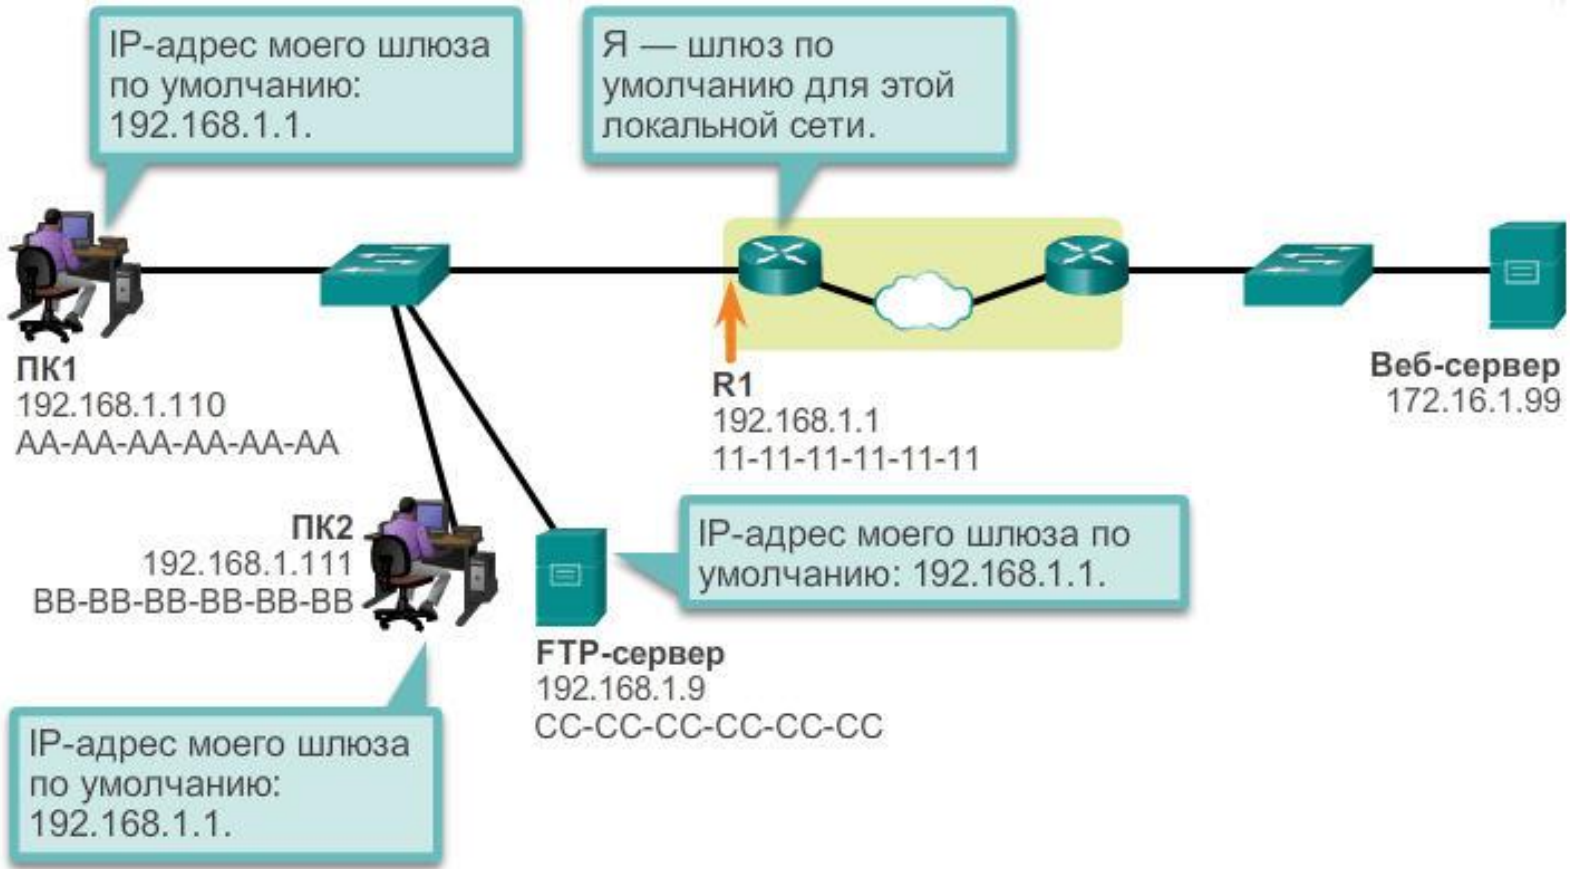 IP-адрес моего шлюза
по умолчанию:
192.168.1.1.
Я — шлюз по
умолчанию для этой
локальной сети.
ПК1
192.168.1.110
AA-AA-AA-AA-AA-AA
R1
192.168.1.1
11-11-11-11-11-11
Веб-сервер
172.16.1.99
ПК2
192.168.1.111
BB-BB-BB-BB-BB-BB
IP-адрес моего шлюза по
умолчанию: 192.168.1.1.
FTP-сервер
192.168.1.9
CC-CC-CC-CC-CC-CC
IP-адрес моего шлюза
по умолчанию:
192.168.1.1.